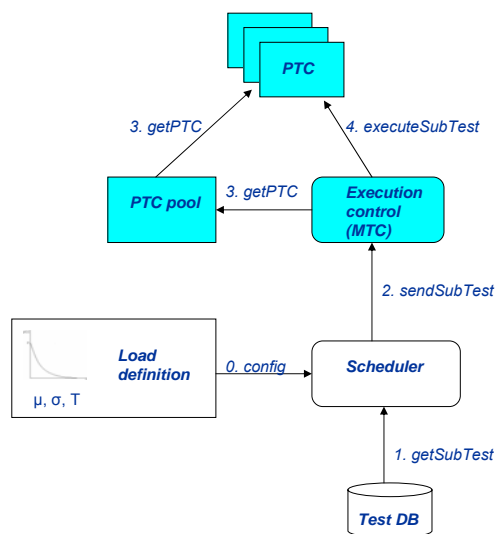 PTC
3. getPTC
4. executeSubTest
PTC pool
3. getPTC
Execution
control
(MTC)
2. sendSubTest
Load
definition
μ, σ, T
0. config
Scheduler
1. getSubTest
Test DB